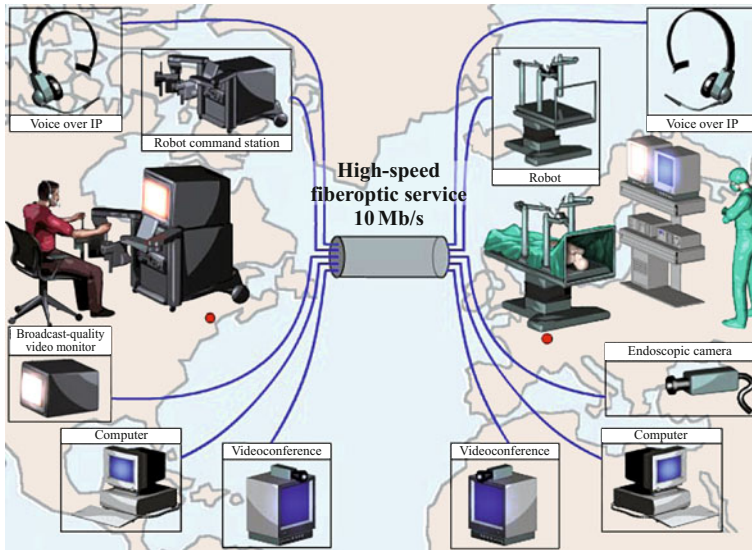 Voice over IP
Robot command station
High-speed
fiberoptic service
10 Mb/s
Robot
Voice over IP
Broadcast-quality
video monitor
Endoscopic camera
Computer
Videoconference
Videoconference
Computer